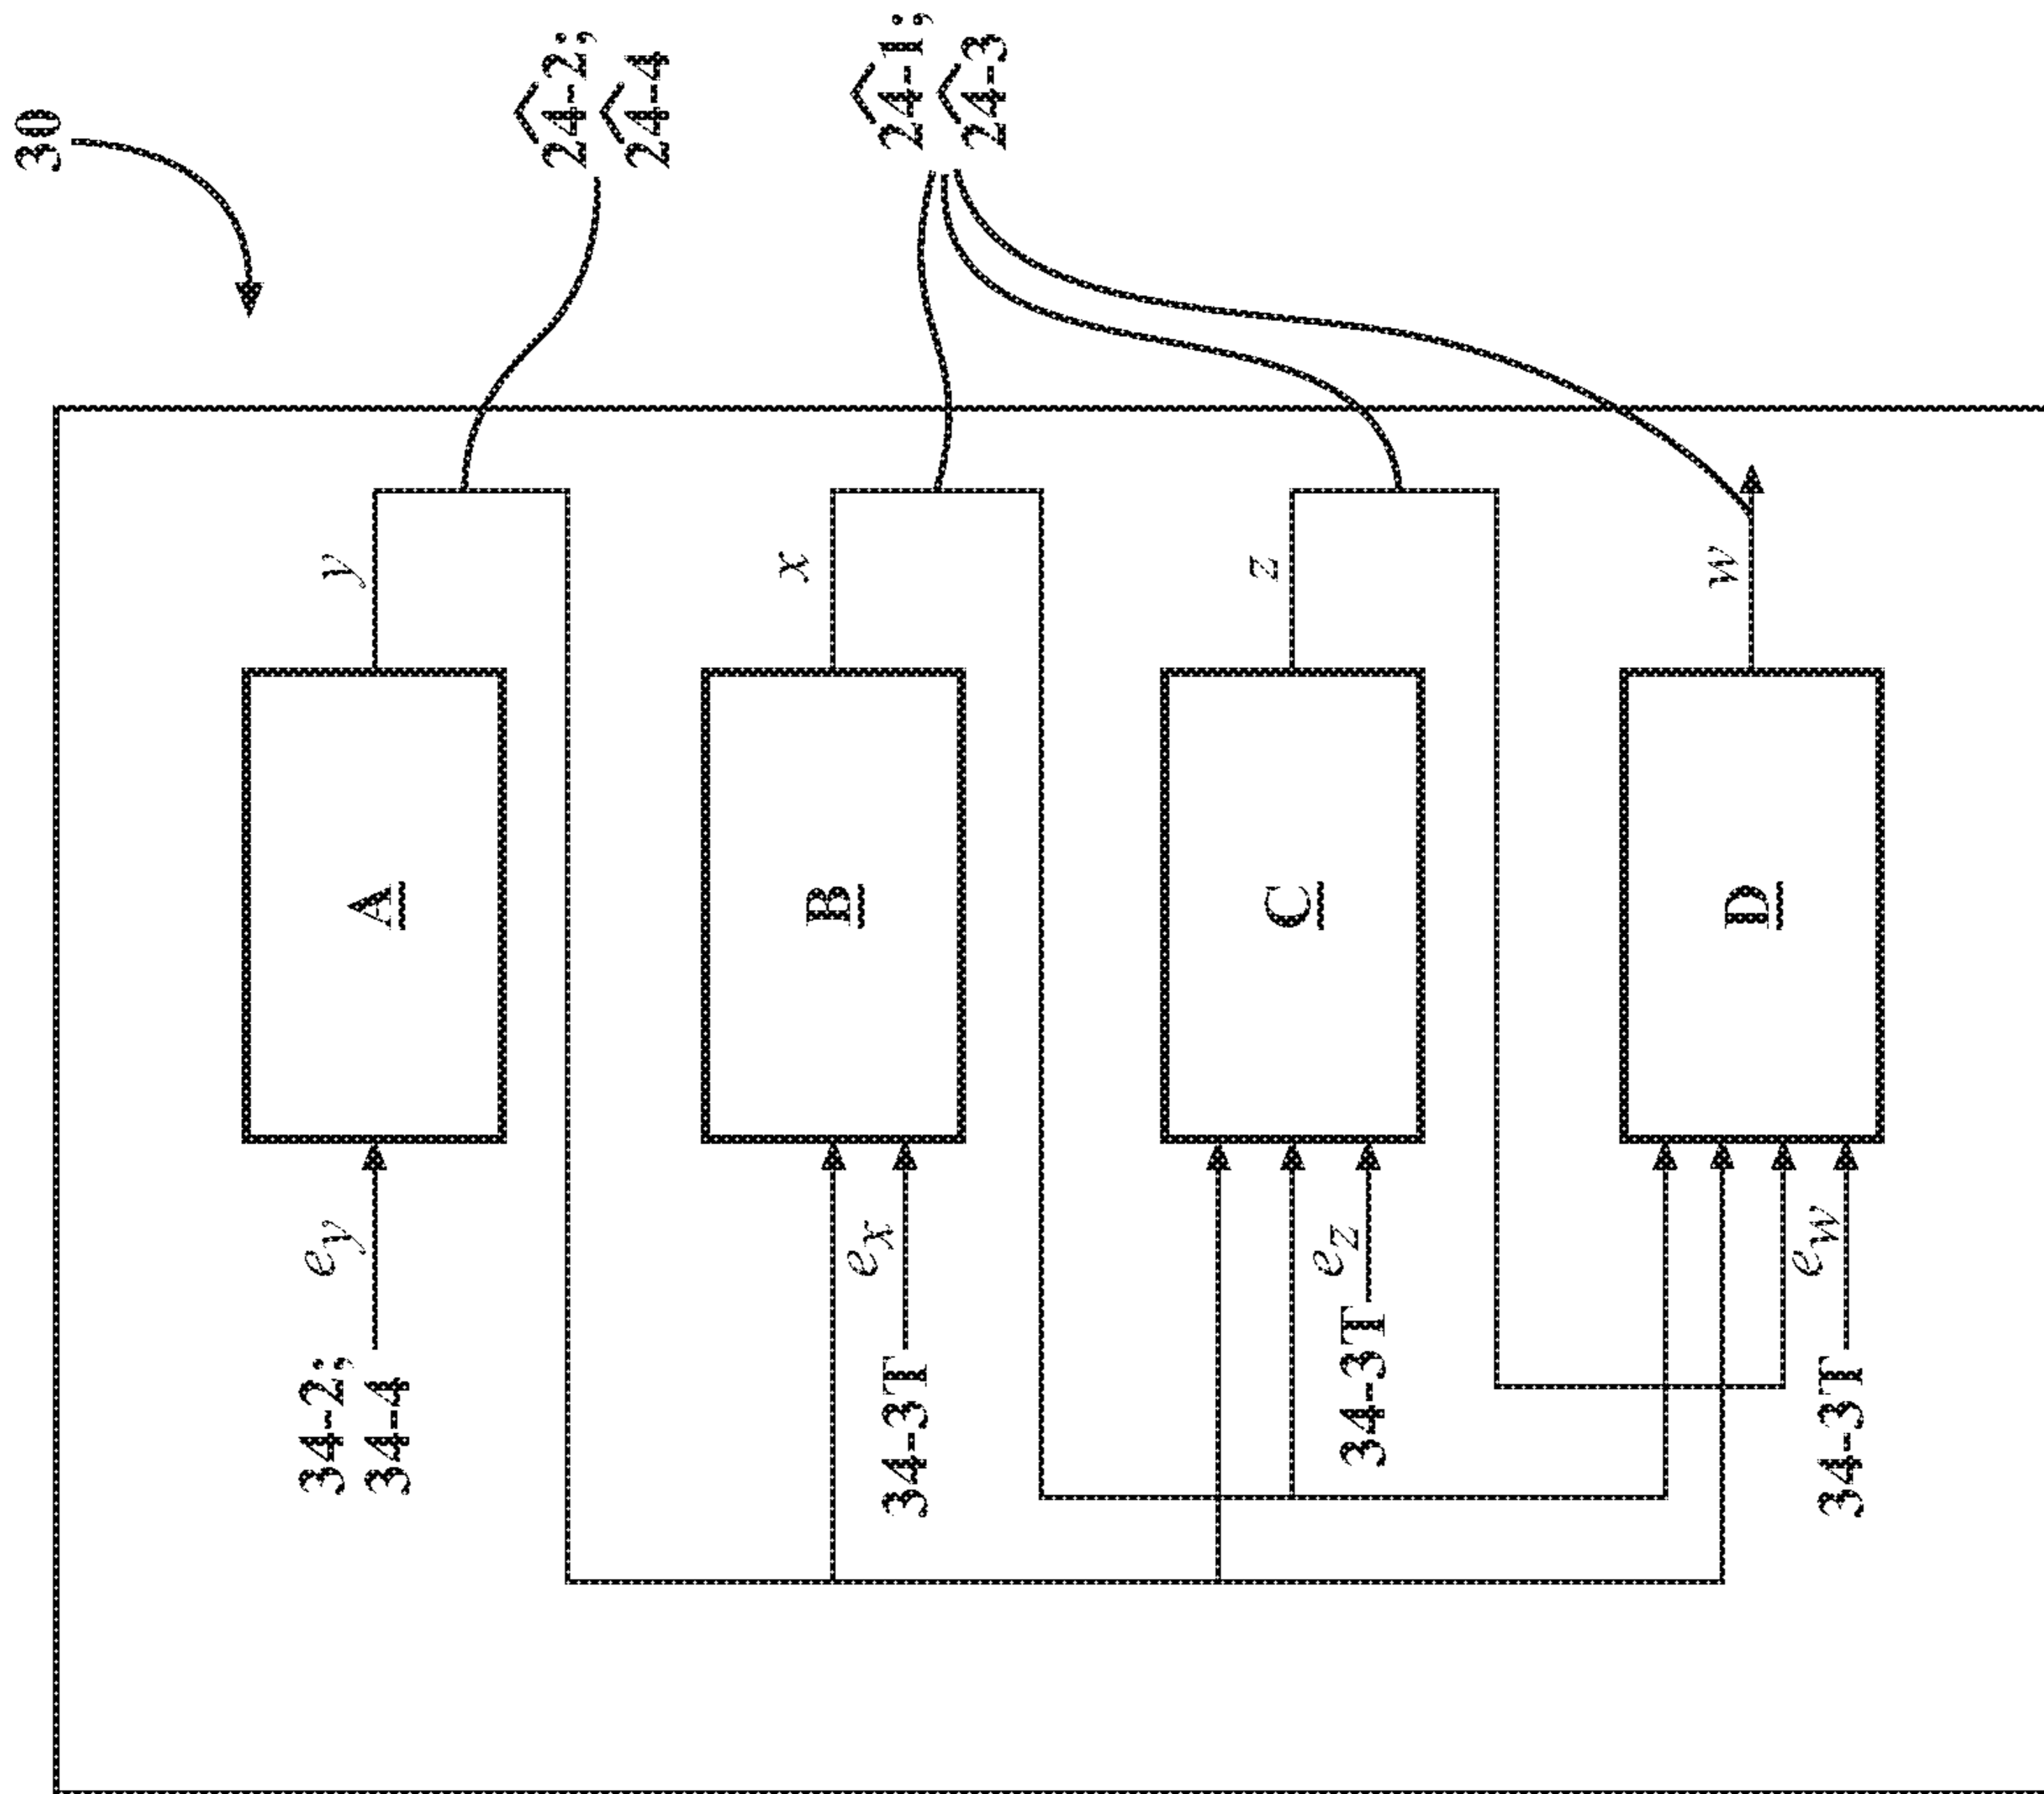 30
34-2;
34-4
e_y
A
y
24̂-2;
24̂-4
34-3T
e_x
B
x
24̂-1;
24̂-3
34-3T
e_z
C
z
34-3T
e_w
D
w